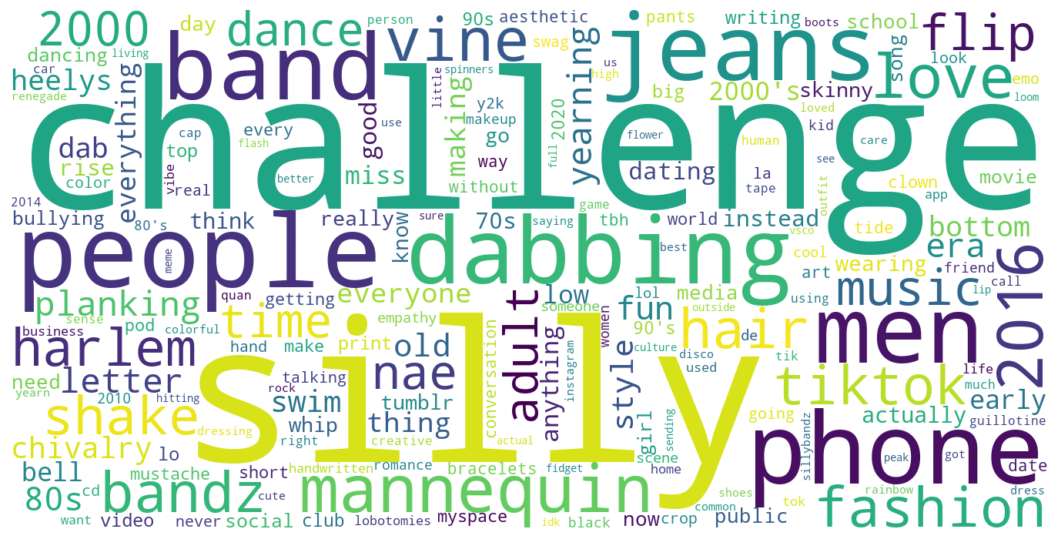 2000
band
dance
day
90s
aesthetic
person
vine
swag
pants
us
boots
jeans
writing
school
song
flip
look
emo
dancing
living
car
heelys
renegade
everything
spinners
little
y2k
makeup
good
making
go
yearning
big
high
2000's
loved
skinny
love
loom
challenge
dab
cap
every
use
way
2020
flower
human
kid
care
rise
top
color
flash
vibe
real
better
miss
without
full
dating
la
tape
see
clown
movie
outfit
app
tide
2014
bullying
80's
think
really
know
sure
70s
saying
game
tbh
world
instead
vsco
bottom
era
people
meme
dabbing
best
cool
wearing
art
friend
call
2016
planking
quan
getting
everyone
someone
low
lol
media
outside
using
music
lip
sense
business
pod
colorful
time
empathy
adult
fun
women
90's
hair
de
men
harlem
hand
make
print
old
conversation
anything
instagram
style
culture
disco
used
tik
life
much
need
yearn
letter
2010
hitting
rock
talking
nae
silly
girl
sending
tiktok
actually
early
guillotine
shake
dressing
swim
whip
tumblr
thing
actual
going
chivalry
lo
right
creative
romance
scene
home
phone
sillybandz
peak
got
date
bell
mustache
short
handwritten
bracelets
fidget
shoes
rainbow
dress
80s
cd
bandz
cute
mannequin
common
tok
fashion
want
video
never
social
club
lobotomies
myspace
idk
black
now
crop
public